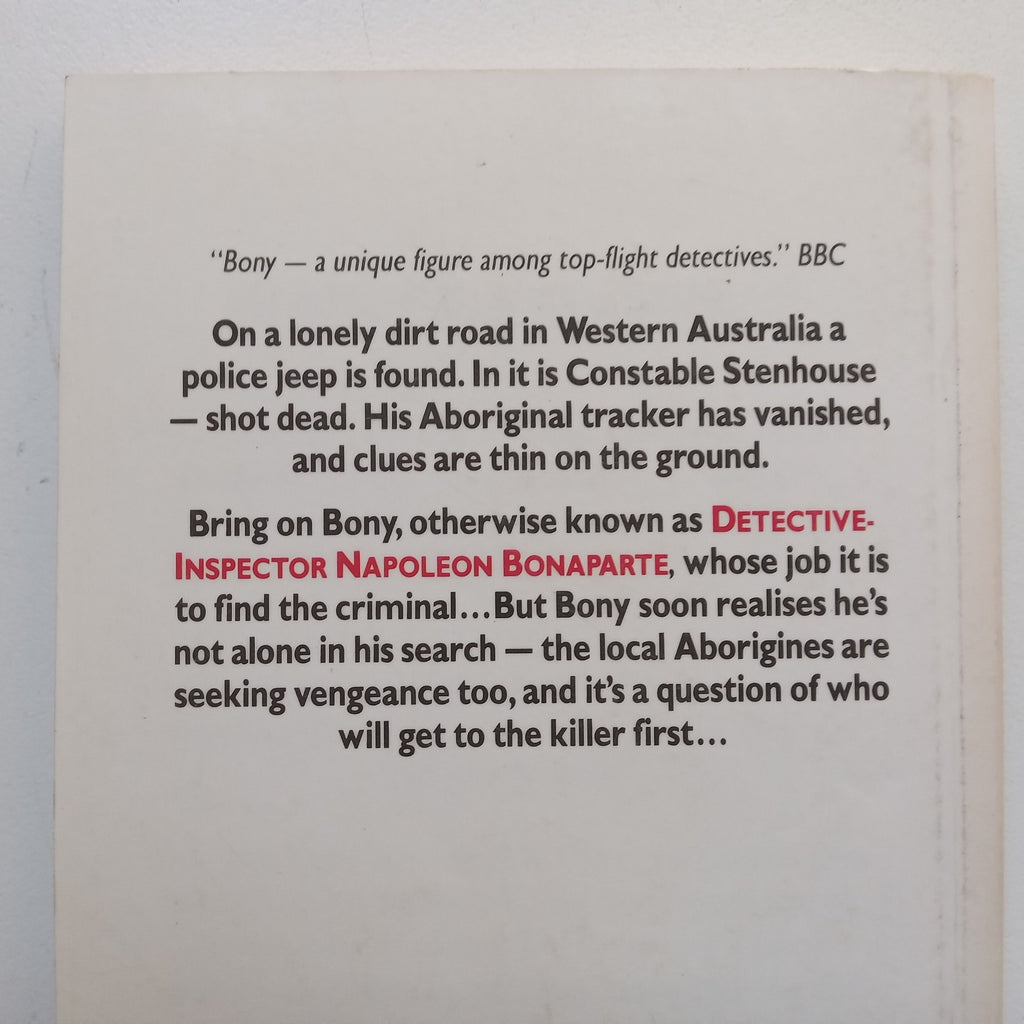 “Bony — a unique figure among top-flight detectives.” BBC
On a lonely dirt road in Western Australia a
police jeep is found. In it is Constable Stenhouse
— shot dead. His Aboriginal tracker has vanished,
and clues are thin on the ground.
Bring on Bony, otherwise known as DETECTIVE-
INSPECTOR NAPOLEON BONAPARTE, whose job it is
to find the criminal...But Bony soon realises he’s
not alone in his search — the local Aborigines are
seeking vengeance too, and it’s a question of who
will get to the killer first...